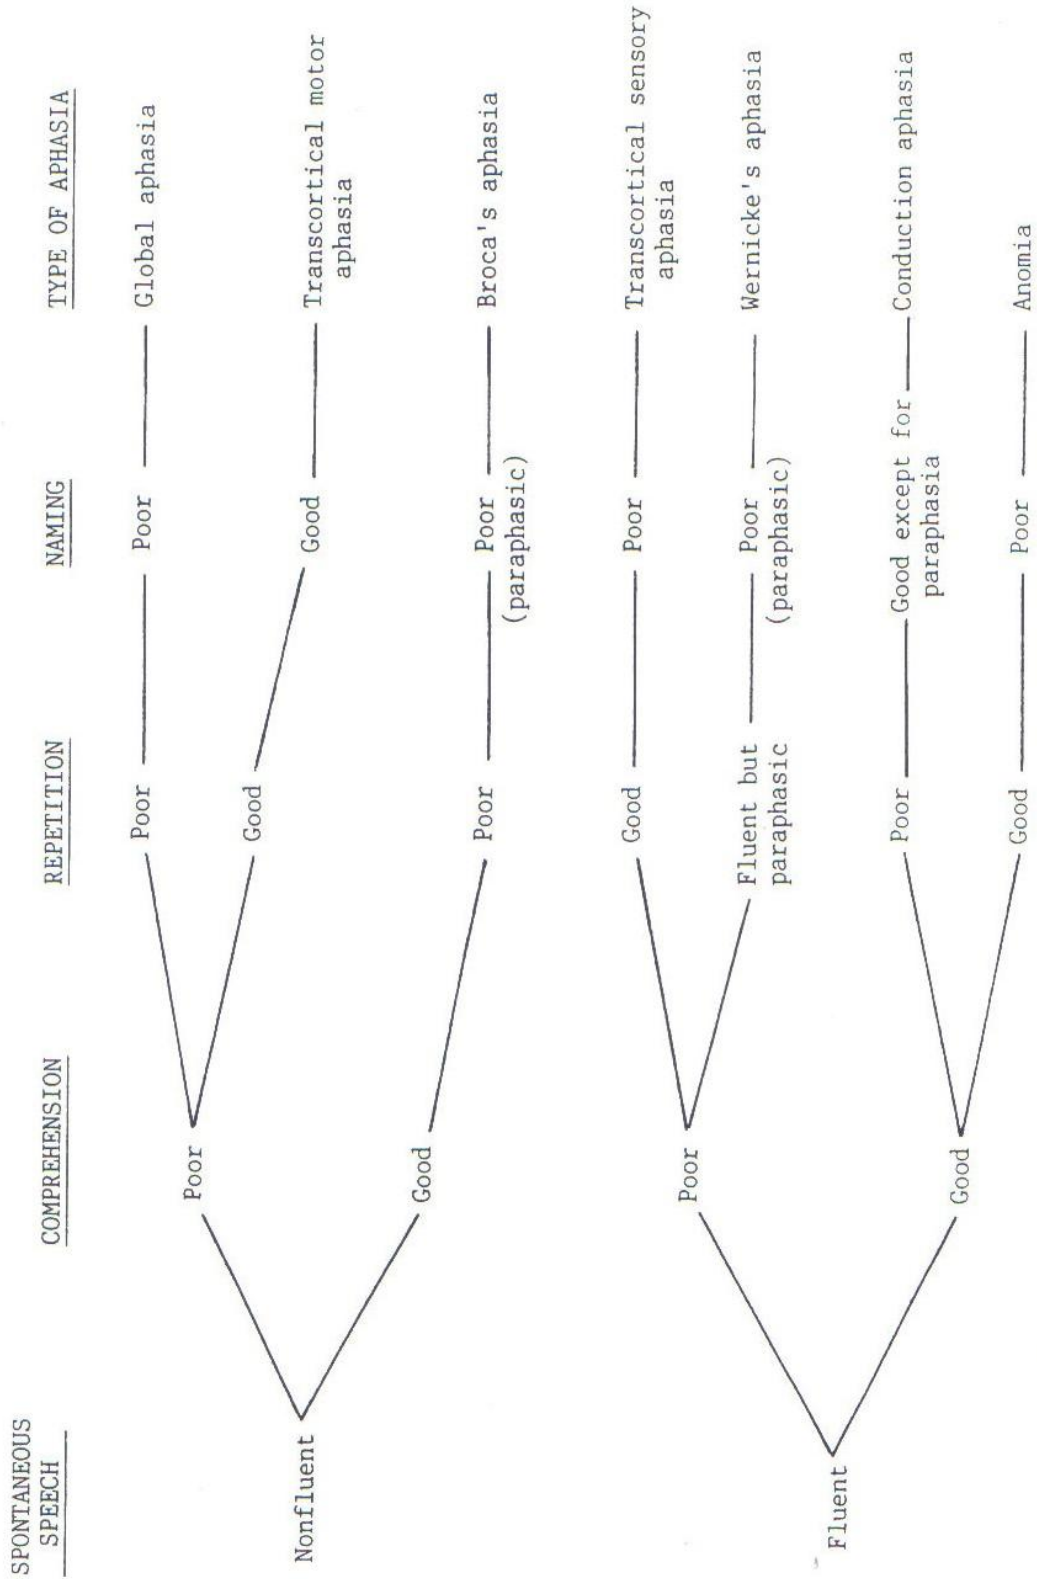 SPONTANEOUS
SPEECH
COMPREHENSION
REPETITION
NAMING
TYPE OF APHASIA
Nonfluent
Poor
Poor
Poor
Global aphasia
Good
Good
Transcortical motor
aphasia
Good
Poor
Poor
(paraphasic)
Broca's aphasia
Fluent
Poor
Good
Poor
Transcortical sensory
aphasia
Fluent but
paraphasic
Poor
(paraphasic)
Wernicke's aphasia
Good
Poor
Good except for
paraphasia
Conduction aphasia
Good
Poor
Anomia